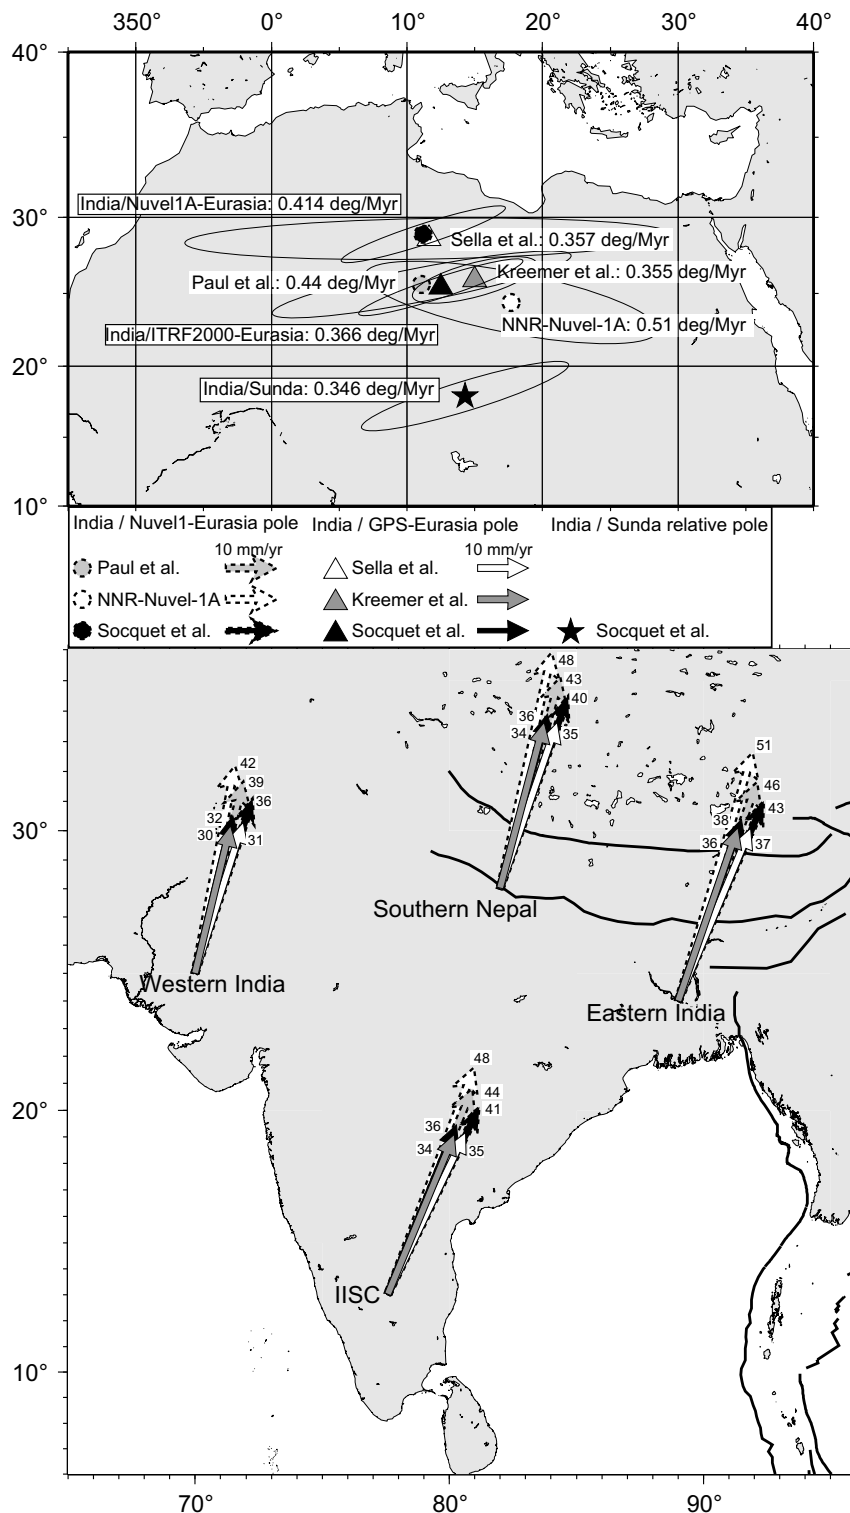 350° 0° 10° 20° 30° 40°
40°
30°
20°
10°
India/Nuvel1A-Eurasia: 0.414 deg/Myr
Sella et al.: 0.357 deg/Myr
Kreemer et al.: 0.355 deg/Myr
Paul et al.: 0.44 deg/Myr
NNR-Nuvel-1A: 0.51 deg/Myr
India/ITRF2000-Eurasia: 0.366 deg/Myr
India/Sunda: 0.346 deg/Myr
India / Nuvel1-Eurasia pole India / GPS-Eurasia pole India / Sunda relative pole
10 mm/yr 10 mm/yr
Paul et al. Sella et al.
NNR-Nuvel-1A Kreemer et al.
Socquet et al. Socquet et al. Socquet et al.
48
43
40
36
34
35
51
46
43
38
36
37
42
39
36
32
30
31
30
30°
Southern Nepal
Western India
Eastern India
48
44
41
36
34
35
20°
IISC
10°
70° 80° 90°